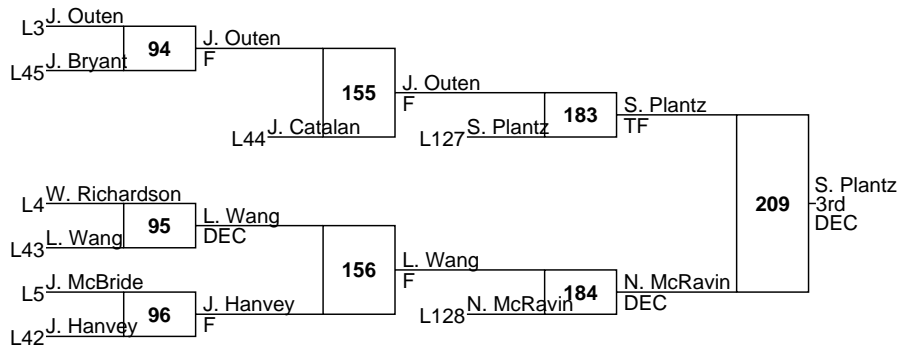 L3 J. Outen
94
L45 J. Bryant
J. Outen
F
155
L44 J. Catalan
J. Outen
F
183
L127 S. Plantz
S. Plantz
TF
209
S. Plantz
3rd
DEC
L4 W. Richardson
95
L43 L. Wang
L. Wang
DEC
156
L5 J. McBride
96
L42 J. Hanvey
J. Hanvey
F
L. Wang
F
184
L128 N. McRavin
N. McRavin
DEC